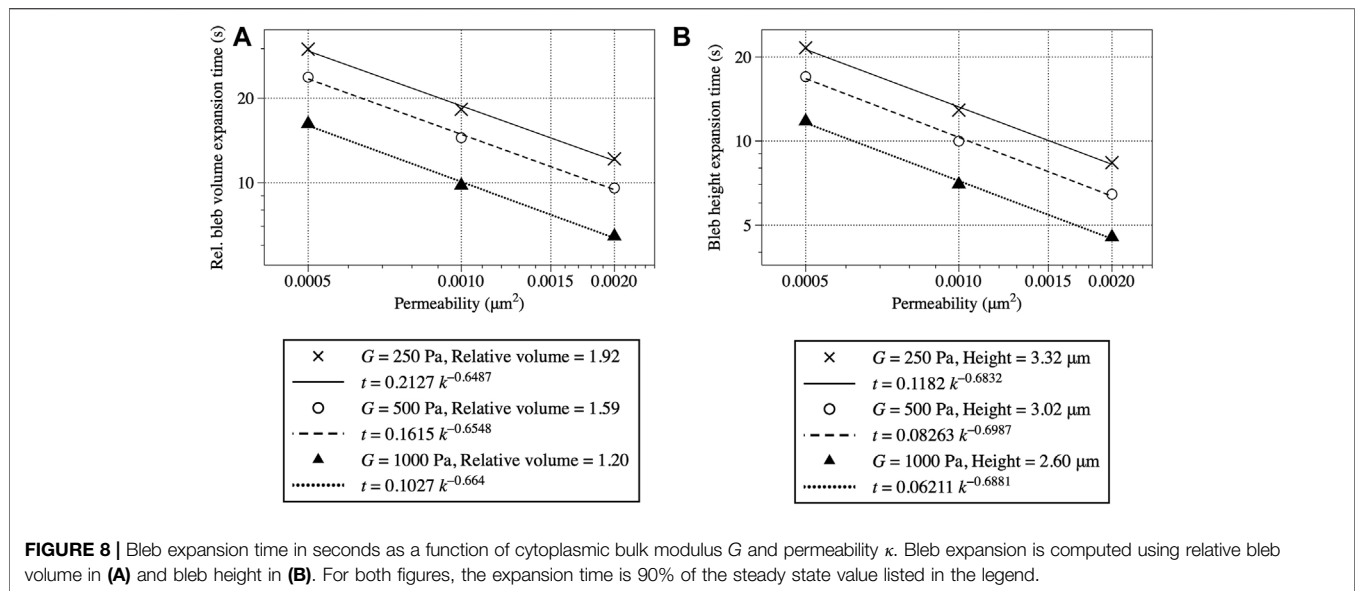 A
Rel. bleb volume expansion time (s)
20
10
0.0005
0.0010
0.0015
0.0020
Permeability (μm²)
× G = 250 Pa, Relative volume = 1.92
t = 0.2127 k^−0.6487
○ G = 500 Pa, Relative volume = 1.59
t = 0.1615 k^−0.6548
▲ G = 1000 Pa, Relative volume = 1.20
t = 0.1027 k^−0.664
B
Bleb height expansion time (s)
20
10
5
0.0005
0.0010
0.0015
0.0020
Permeability (μm²)
× G = 250 Pa, Height = 3.32 μm
t = 0.1182 k^−0.6832
○ G = 500 Pa, Height = 3.02 μm
t = 0.08263 k^−0.6987
▲ G = 1000 Pa, Height = 2.60 μm
t = 0.06211 k^−0.6881
FIGURE 8 | Bleb expansion time in seconds as a function of cytoplasmic bulk modulus G and permeability κ. Bleb expansion is computed using relative bleb
volume in (A) and bleb height in (B). For both figures, the expansion time is 90% of the steady state value listed in the legend.